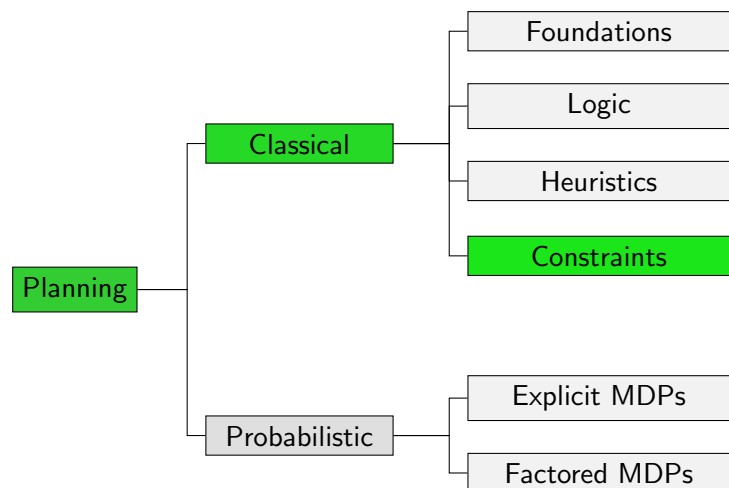 Planning
Classical
Foundations
Logic
Heuristics
Constraints
Probabilistic
Explicit MDPs
Factored MDPs